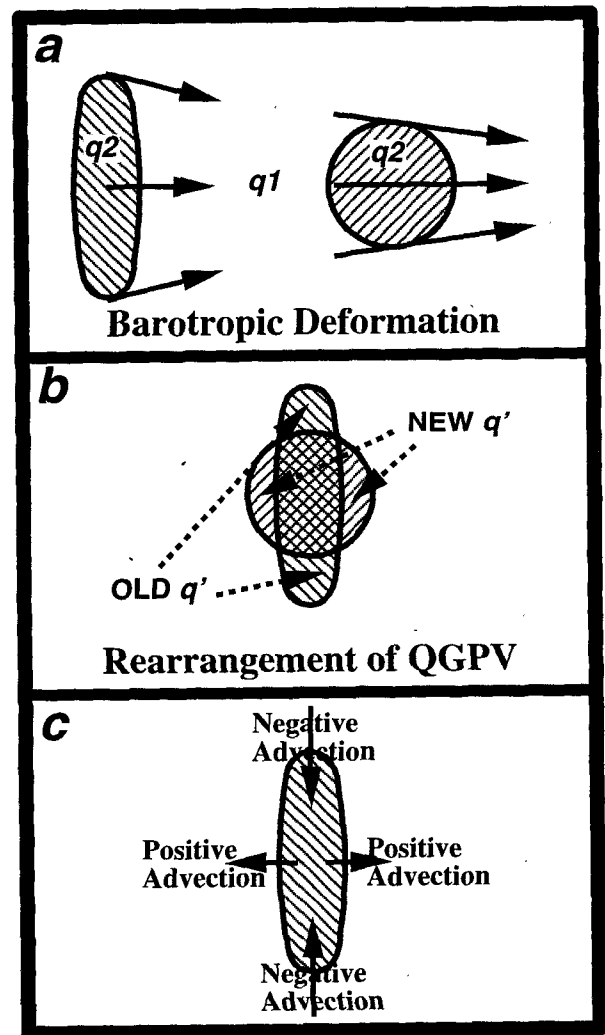 a
q2
q1
q2
Barotropic Deformation
b
NEW q'
OLD q'
Rearrangement of QGPV
c
Negative
Advection
Positive
Advection
Positive
Advection
Negative
Advection